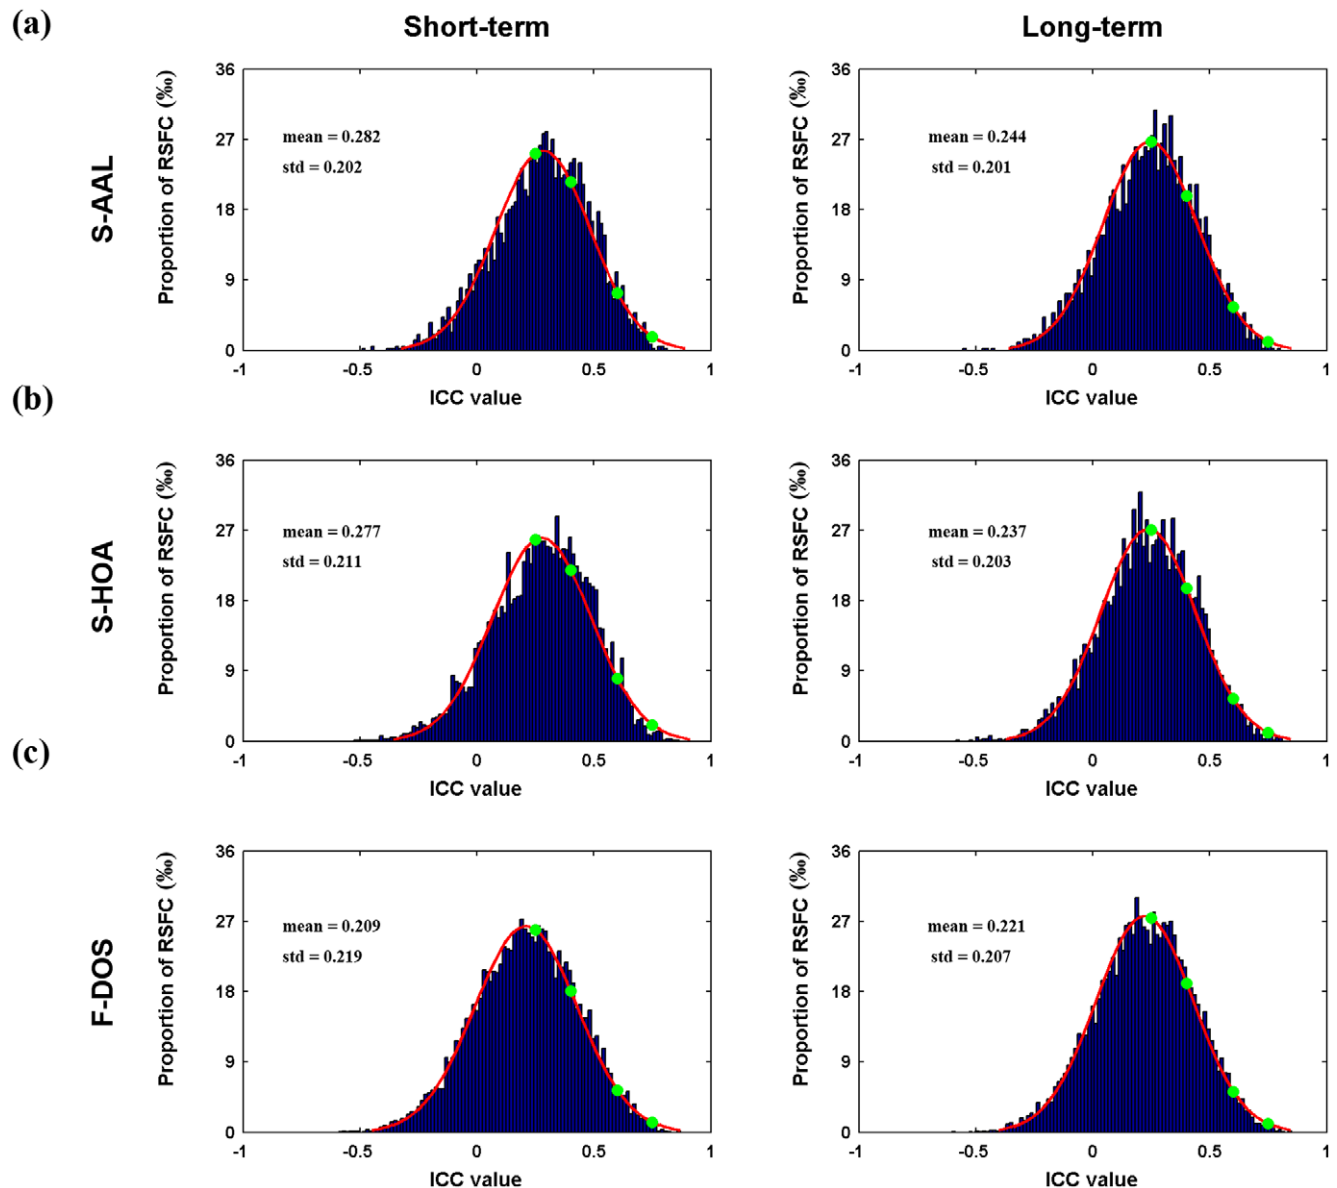 (a)
Short-term
Long-term
S-AAL
Proportion of RSFC (‰)
36
27
18
9
0
mean = 0.282
std = 0.202
-1
-0.5
0
0.5
1
ICC value
Proportion of RSFC (‰)
36
27
18
9
0
mean = 0.244
std = 0.201
-1
-0.5
0
0.5
1
ICC value
(b)
S-HOA
Proportion of RSFC (‰)
36
27
18
9
0
mean = 0.277
std = 0.211
-1
-0.5
0
0.5
1
ICC value
Proportion of RSFC (‰)
36
27
18
9
0
mean = 0.237
std = 0.203
-1
-0.5
0
0.5
1
ICC value
(c)
F-DOS
Proportion of RSFC (‰)
36
27
18
9
0
mean = 0.209
std = 0.219
-1
-0.5
0
0.5
1
ICC value
Proportion of RSFC (‰)
36
27
18
9
0
mean = 0.221
std = 0.207
-1
-0.5
0
0.5
1
ICC value